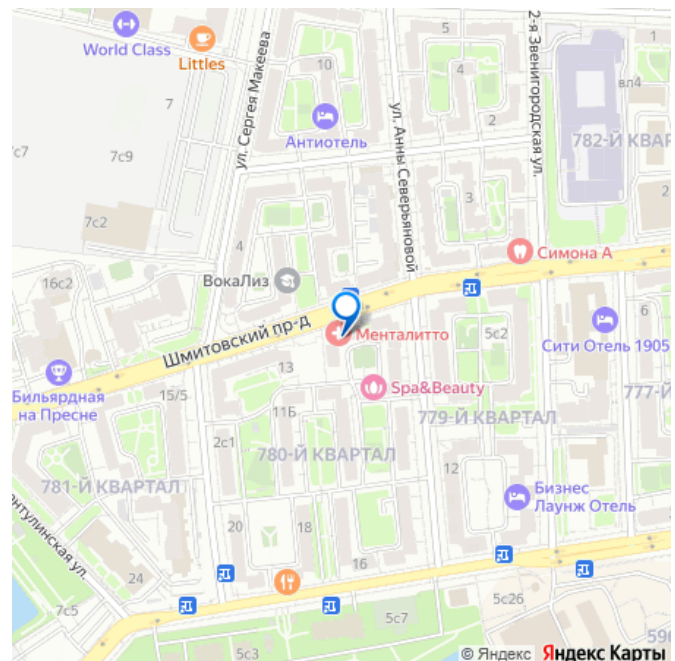 World Class
Littles
ул. Сергея Макеева
10
5
4
2
ул. Анны Северьяновой
2-я Звенигородская ул.
вл4
7
Антиотель
782-Й КВАР
7с9
7с2
3
2
4
16с2
ВокаЛиз
Симона А
Шмитовский пр-д
Менталитто
5с2
6
Сити Отель 1905
Бильярдная
на Пресне
13
15/5
Spa&Beauty
11Б
777-Й
779-Й КВАРТАЛ
2с1
780-Й КВАРТАЛ
12
781-Й КВАРТАЛ
Бизнес
Лаунж Отель
20
18
16
24
7с5
5с7
5с26
5с3
© Яндекс Яндекс Карты